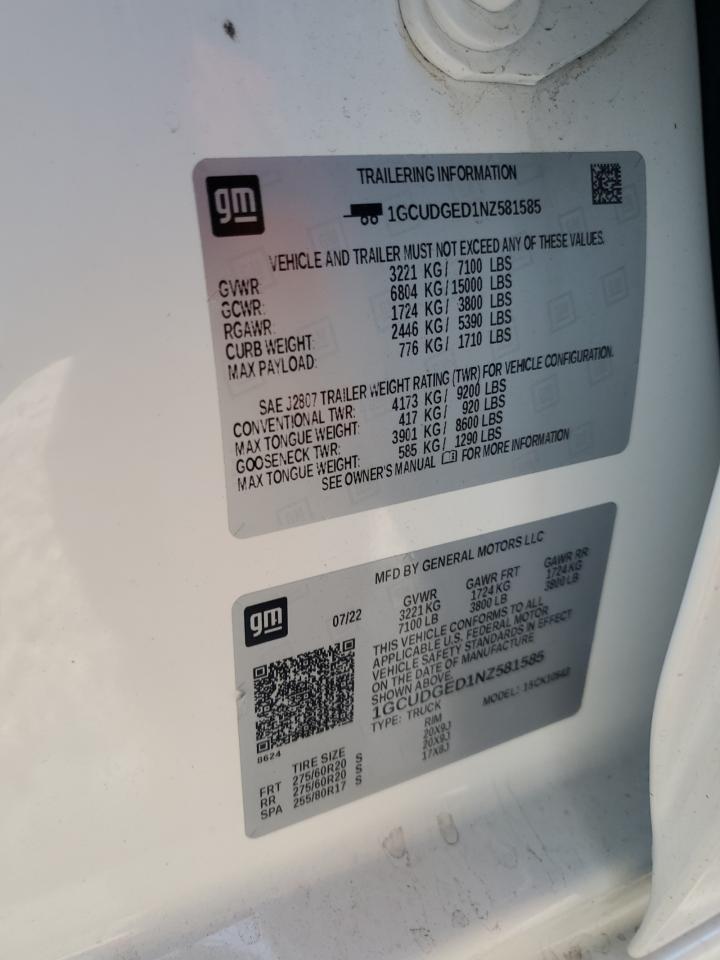 gm
TRAILERING INFORMATION
1GCUDGED1NZ581585
VEHICLE AND TRAILER MUST NOT EXCEED ANY OF THESE VALUES.
GVWR: 3221 KG/ 7100 LBS
GCWR: 6804 KG/ 15000 LBS
RGAWR: 1724 KG/ 3800 LBS
CURB WEIGHT: 2446 KG/ 5390 LBS
MAX PAYLOAD: 776 KG/ 1710 LBS
SAE J2807 TRAILER WEIGHT RATING (TWR) FOR VEHICLE CONFIGURATION.
CONVENTIONAL TWR: 4173 KG/ 9200 LBS
MAX TONGUE WEIGHT: 417 KG/ 920 LBS
GOOSENECK TWR: 3901 KG/ 8600 LBS
MAX TONGUE WEIGHT: 585 KG/ 1290 LBS
SEE OWNER'S MANUAL FOR MORE INFORMATION
gm
MFD BY GENERAL MOTORS LLC
07/22
GVWR GAWR FRT GAWR RR
3221 KG 1724 KG 1724 KG
7100 LB 3800 LB 3800 LB
THIS VEHICLE CONFORMS TO ALL
APPLICABLE U.S. FEDERAL MOTOR
VEHICLE SAFETY STANDARDS IN EFFECT
ON THE DATE OF MANUFACTURE
SHOWN ABOVE.
1GCUDGED1NZ581585
TYPE: TRUCK MODEL:
8624
TIRE SIZE RIM
FRT 275/60R20 S 20X9J
RR 275/60R20 S 20X9J
SPA 255/80R17 S 17X8J